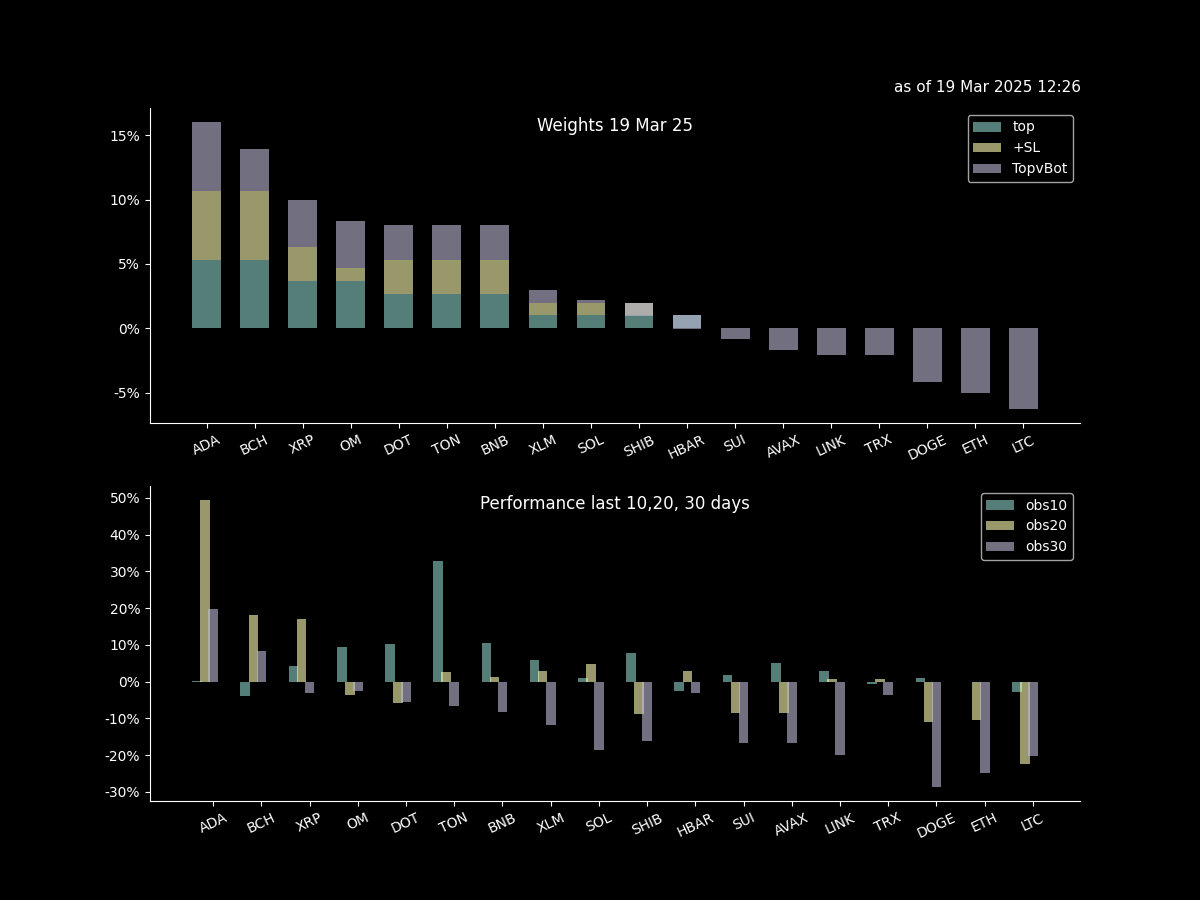 as of 19 Mar 2025 12:26
Weights 19 Mar 25
top
+SL
TopvBot
15%
10%
5%
0%
-5%
ADA BCH XRP OM DOT TON BNB XLM SOL SHIB HBAR SUI AVAX LINK TRX DOGE ETH LTC
Performance last 10,20, 30 days
obs10
obs20
obs30
50%
40%
30%
20%
10%
0%
-10%
-20%
-30%
ADA BCH XRP OM DOT TON BNB XLM SOL SHIB HBAR SUI AVAX LINK TRX DOGE ETH LTC